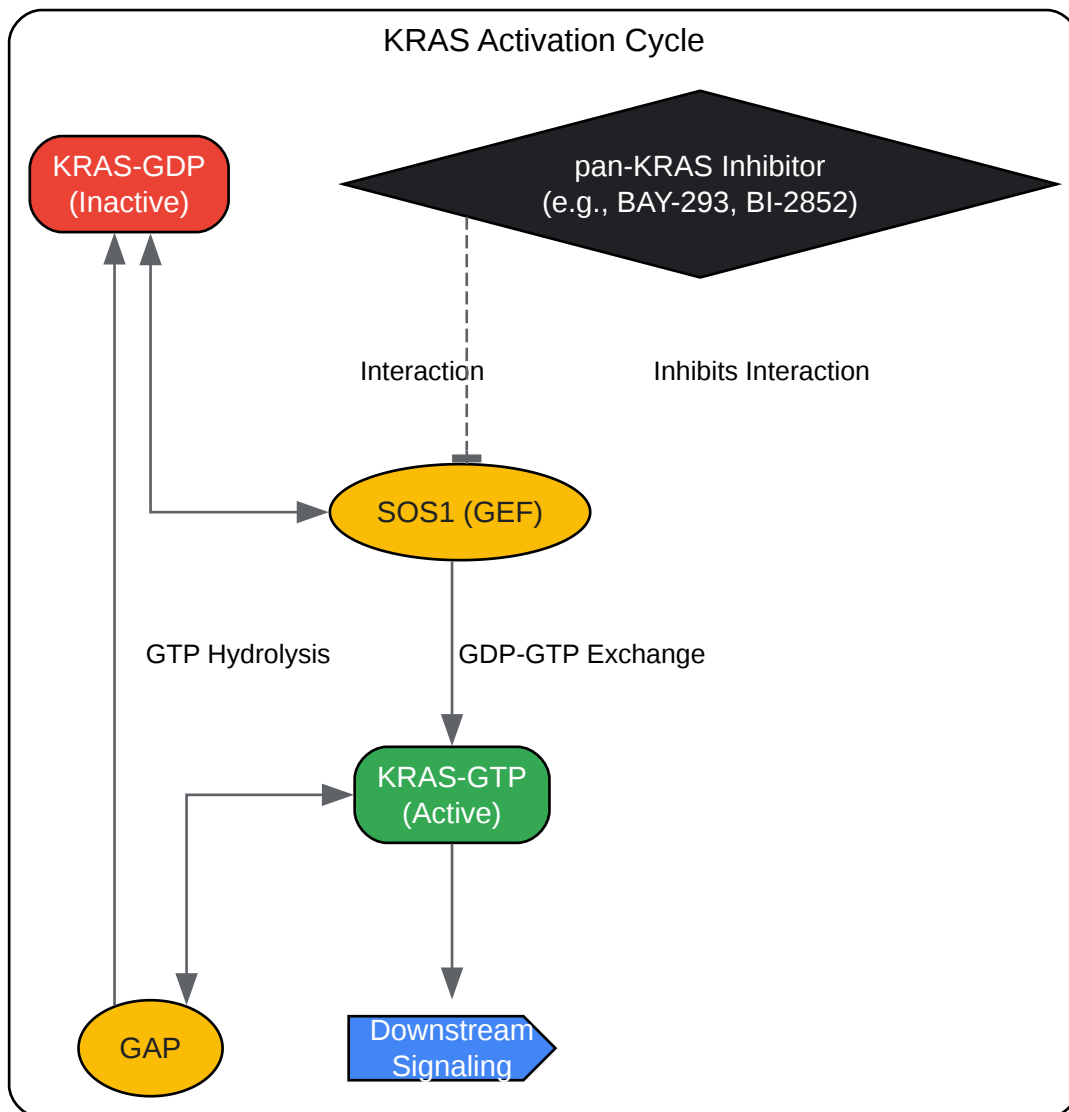 KRAS Activation Cycle
KRAS-GDP
(Inactive)
pan-KRAS Inhibitor
(e.g., BAY-293, BI-2852)
Interaction
Inhibits Interaction
SOS1 (GEF)
GTP Hydrolysis
GDP-GTP Exchange
KRAS-GTP
(Active)
GAP
Downstream
Signaling